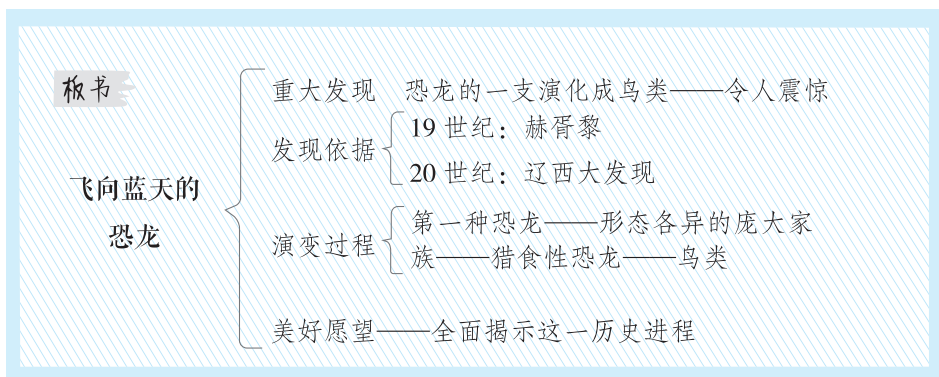 板书
飞向蓝天的
恐龙
重大发现 恐龙的一支演化成鸟类——令人震惊
发现依据
19 世纪：赫胥黎
20 世纪：辽西大发现
演变过程
第一种恐龙——形态各异的庞大家
族——猎食性恐龙——鸟类
美好愿望——全面揭示这一历史进程